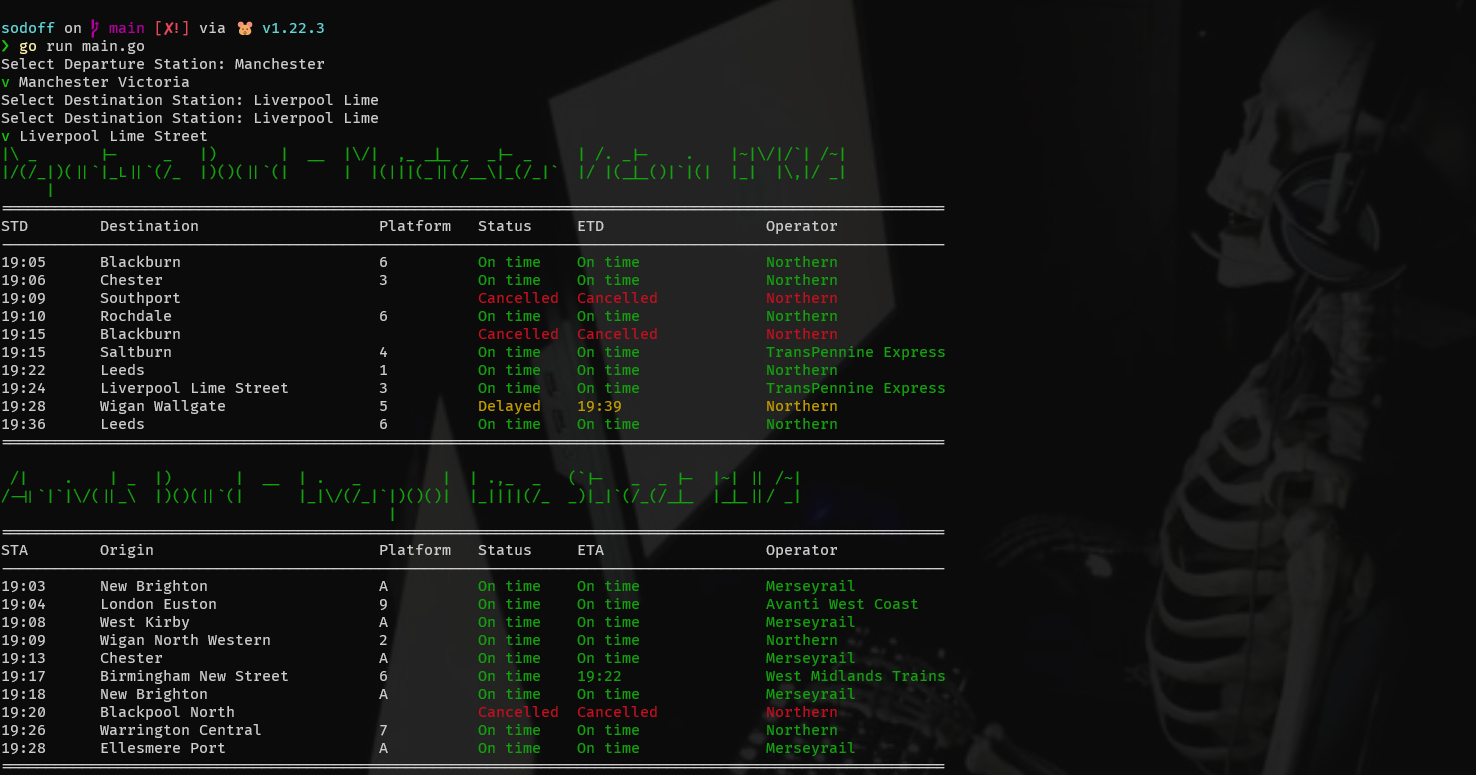 sodoff on main [✘!] via 🐹 v1.22.3
❯ go run main.go
Select Departure Station: Manchester
v Manchester Victoria
Select Destination Station: Liverpool Lime
Select Destination Station: Liverpool Lime
v Liverpool Lime Street
STD Destination Platform Status ETD Operator
19:05 Blackburn 6 On time On time Northern
19:06 Chester 3 On time On time Northern
19:09 Southport Cancelled Cancelled Northern
19:10 Rochdale 6 On time On time Northern
19:15 Blackburn Cancelled Cancelled Northern
19:15 Saltburn 4 On time On time TransPennine Express
19:22 Leeds 1 On time On time Northern
19:24 Liverpool Lime Street 3 On time On time TransPennine Express
19:28 Wigan Wallgate 5 Delayed 19:39 Northern
19:36 Leeds 6 On time On time Northern
STA Origin Platform Status ETA Operator
19:03 New Brighton A On time On time Merseyrail
19:04 London Euston 9 On time On time Avanti West Coast
19:08 West Kirby A On time On time Merseyrail
19:09 Wigan North Western 2 On time On time Northern
19:13 Chester A On time On time Merseyrail
19:17 Birmingham New Street 6 On time 19:22 West Midlands Trains
19:18 New Brighton A On time On time Merseyrail
19:20 Blackpool North Cancelled Cancelled Northern
19:26 Warrington Central 7 On time On time Northern
19:28 Ellesmere Port A On time On time Merseyrail